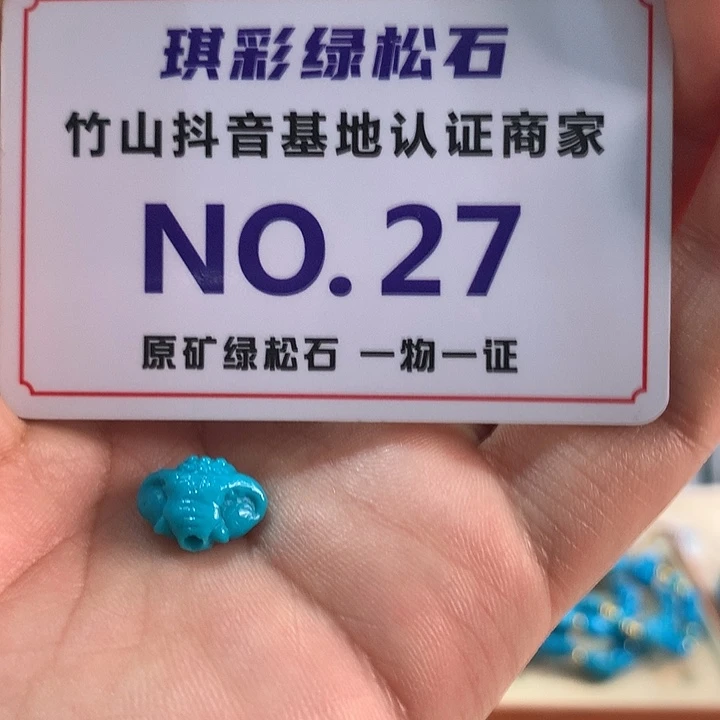 琪彩绿松石
竹山抖音基地认证商家
NO.27
原矿绿松石 一物一证